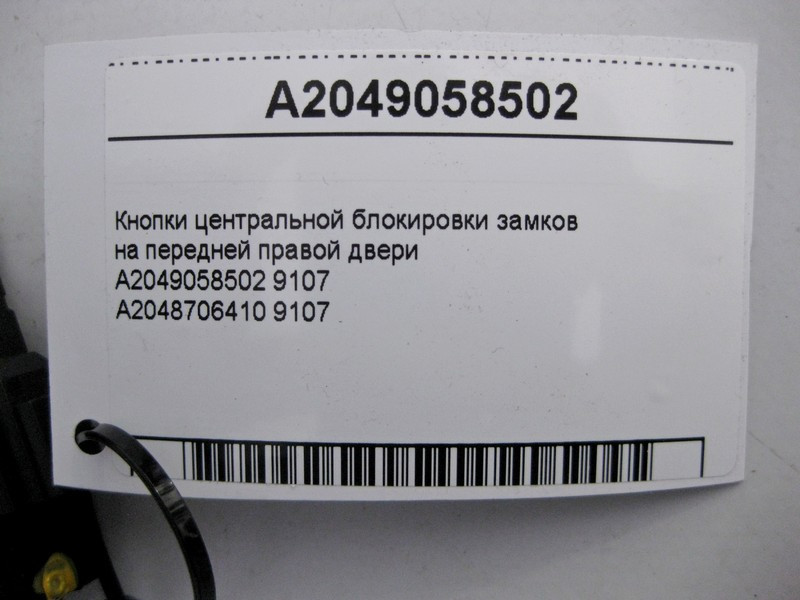 A2049058502
Кнопки центральной блокировки замков
на передней правой двери
A2049058502 9107
A2048706410 9107